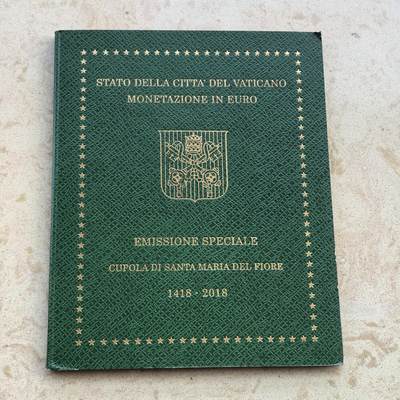 STATO DELLA CITTA' DEL VATICANO
MONETAZIONE IN EURO
EMISSIONE SPECIALE
CUPOLA DI SANTA MARIA DEL FIORE
1418 - 2018